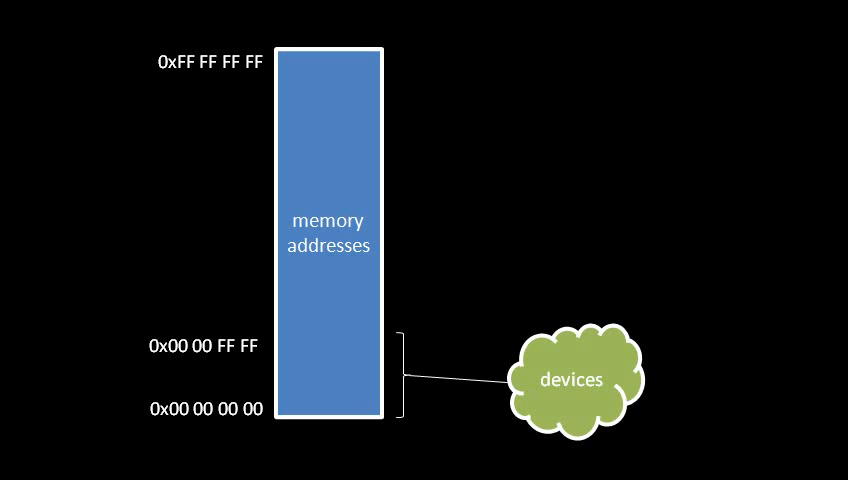 0xFF FF FF FF
memory
addresses
0x00 00 FF FF
devices
0x00 00 00 00